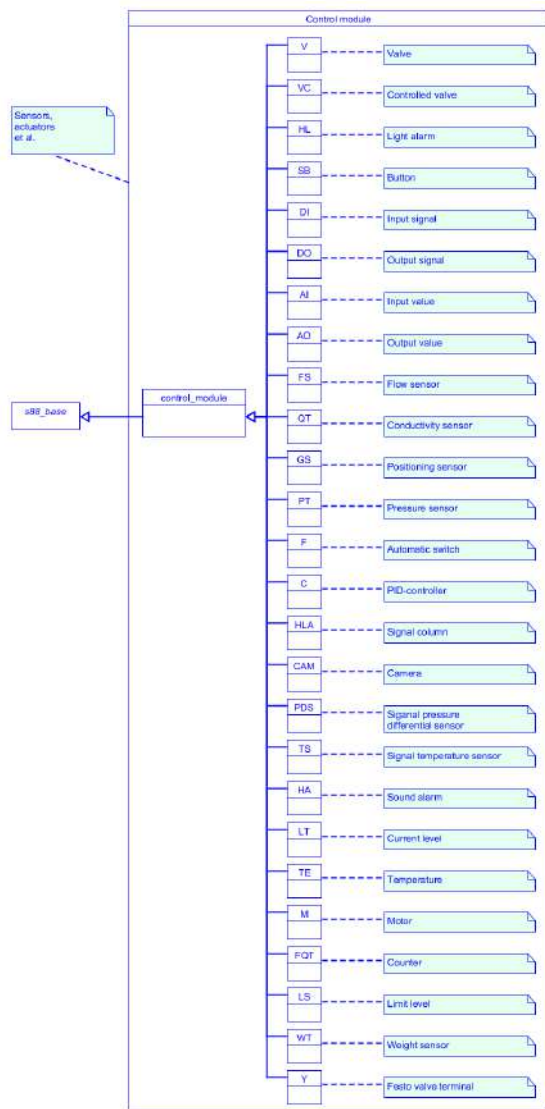 Control module
V
Valve
VC
Controlled valve
Sensors,
actuators
et al.
HL
Light alarm
SB
Button
DI
Input signal
DO
Output signal
AI
Input value
AO
Output value
FS
Flow sensor
control_module
s88_base
QT
Conductivity sensor
GS
Positioning sensor
PT
Pressure sensor
F
Automatic switch
C
PID-controller
HLA
Signal column
CAM
Camera
PDS
Siganal pressure
differential sensor
TS
Signal temperature sensor
HA
Sound alarm
LT
Current level
TE
Temperature
M
Motor
FQT
Counter
LS
Limit level
WT
Weight sensor
Y
Festo valve terminal